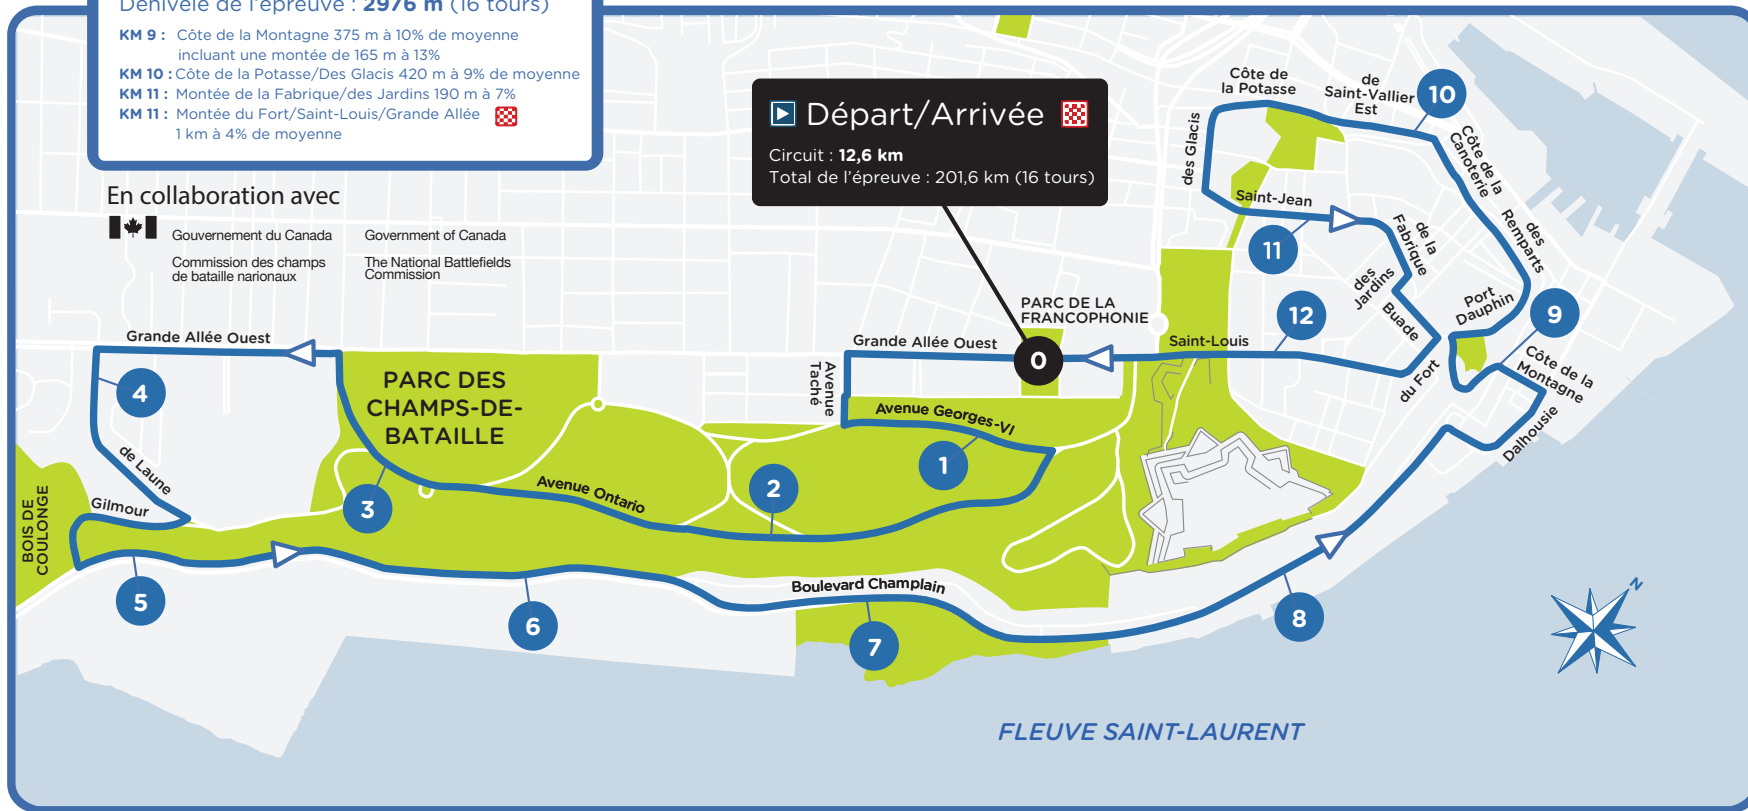 Dénivelé de l'épreuve : 2976 m (16 tours)
KM 9 : Côte de la Montagne 375 m à 10% de moyenne
incluant une montée de 165 m à 13%
KM 10 : Côte de la Potasse/Des Glacis 420 m à 9% de moyenne
KM 11 : Montée de la Fabrique/des Jardins 190 m à 7%
KM 11 : Montée du Fort/Saint-Louis/Grande Allée
1 km à 4% de moyenne
En collaboration avec
Gouvernement du Canada
Commission des champs
de bataille narionaux
Government of Canada
The National Battlefields
Commission
Départ/Arrivée
Circuit : 12,6 km
Total de l'épreuve : 201,6 km (16 tours)
Côte de
la Potasse
de
Saint-Vallier
Est
10
Côte de la
Canoterie
des Glacis
Saint-Jean
11
de la
Fabrique
des
Remparts
des
Jardins
Buade
Port
Dauphin
9
Côte de la
Montagne
Dalhousie
du Fort
12
Saint-Louis
PARC DE LA
FRANCOPHONIE
0
Grande Allée Ouest
Avenue
Taché
Avenue Georges-VI
1
2
Avenue Ontario
3
PARC DES
CHAMPS-DE-
BATAILLE
Grande Allée Ouest
4
de Laune
Gilmour
BOIS DE
COULONGE
5
6
Boulevard Champlain
7
8
N
FLEUVE SAINT-LAURENT